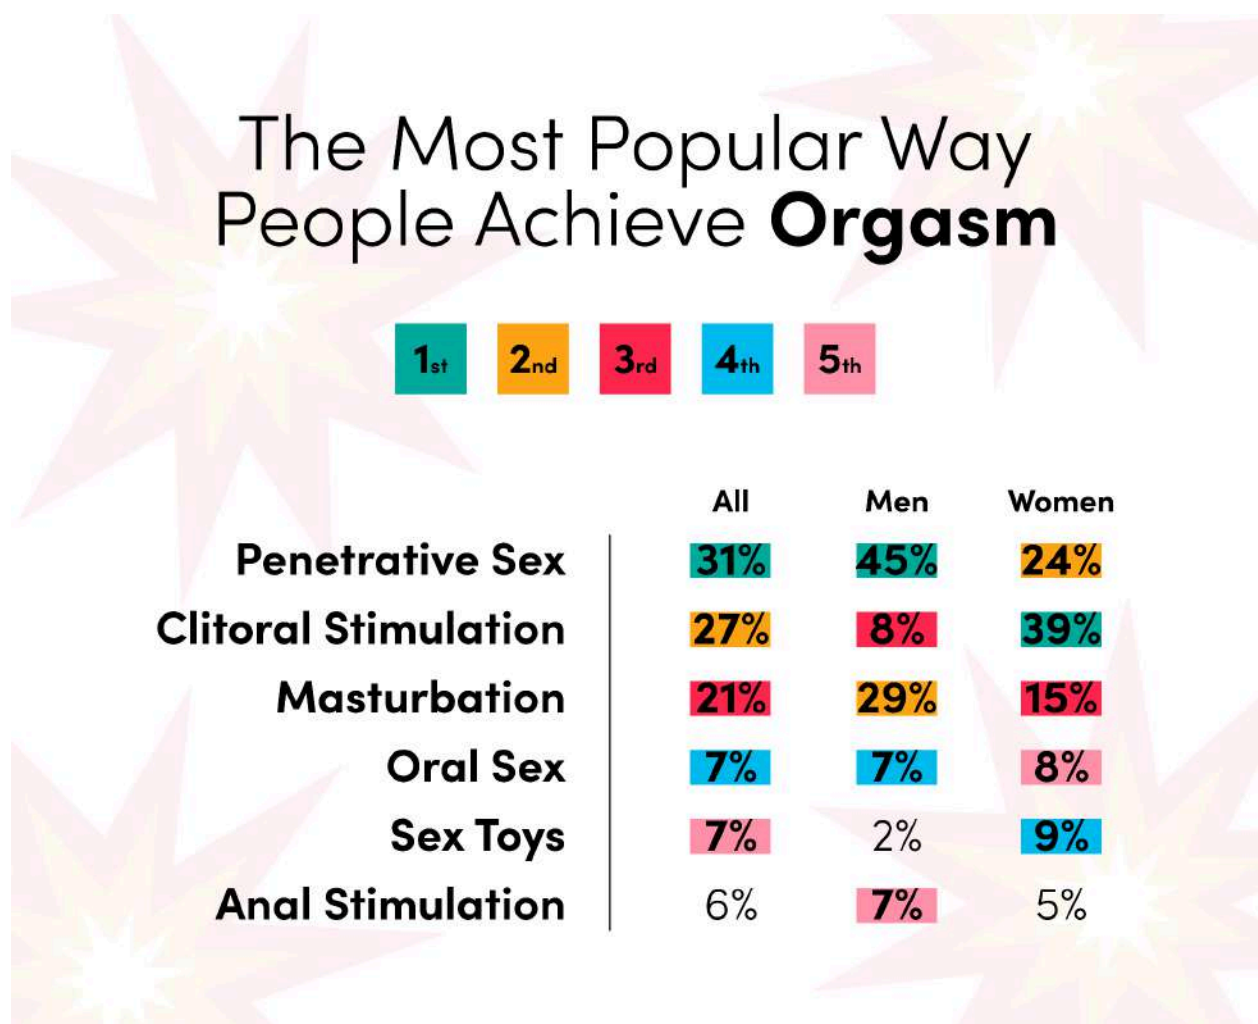 The Most Popular Way
People Achieve Orgasm
1st 2nd 3rd 4th 5th
All Men Women
Penetrative Sex 31% 45% 24%
Clitoral Stimulation 27% 8% 39%
Masturbation 21% 29% 15%
Oral Sex 7% 7% 8%
Sex Toys 7% 2% 9%
Anal Stimulation 6% 7% 5%